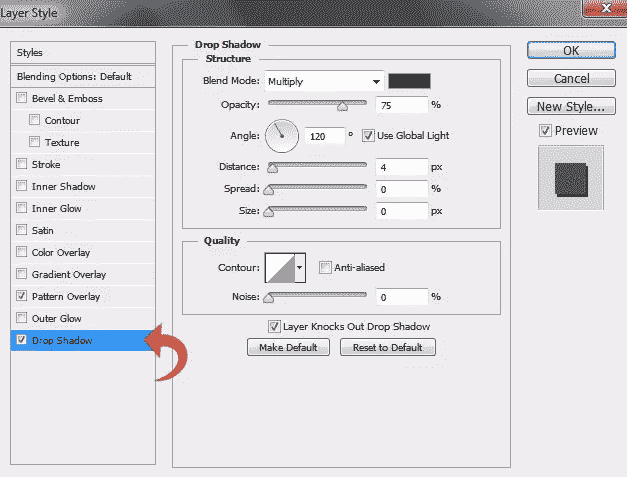 Layer Style
Styles
Blending Options: Default
Bevel & Emboss
Contour
Texture
Stroke
Inner Shadow
Inner Glow
Satin
Color Overlay
Gradient Overlay
Pattern Overlay
Outer Glow
Drop Shadow
Drop Shadow
Structure
Blend Mode: Multiply
Opacity: 75 %
Angle: 120 ° Use Global Light
Distance: 4 px
Spread: 0 %
Size: 0 px
Quality
Contour: Anti-aliased
Noise: 0 %
Layer Knocks Out Drop Shadow
Make Default Reset to Default
OK
Cancel
New Style...
Preview